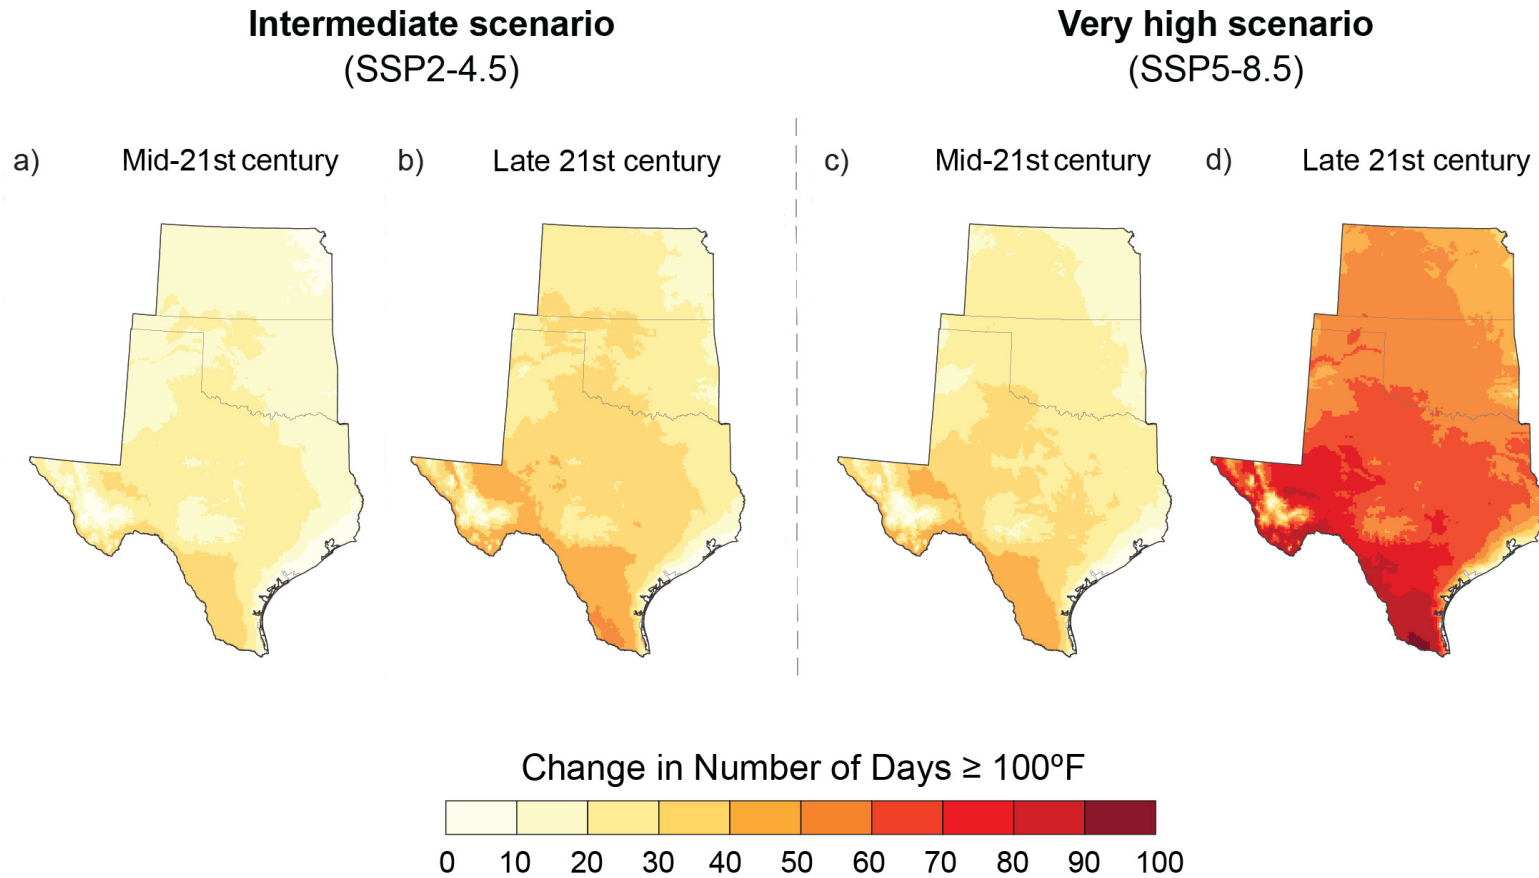 Intermediate scenario
(SSP2-4.5)
Very high scenario
(SSP5-8.5)
a) Mid-21st century
b) Late 21st century
c) Mid-21st century
d) Late 21st century
Change in Number of Days ≥ 100ºF
0 10 20 30 40 50 60 70 80 90 100